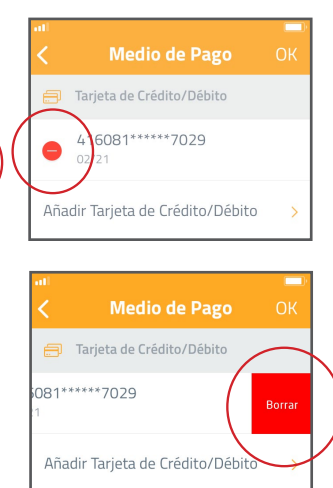 Medio de Pago OK
Tarjeta de Crédito/Débito
416081******7029
02/21
Añadir Tarjeta de Crédito/Débito
Medio de Pago OK
Tarjeta de Crédito/Débito
6081******7029
1
Borrar
Añadir Tarjeta de Crédito/Débito